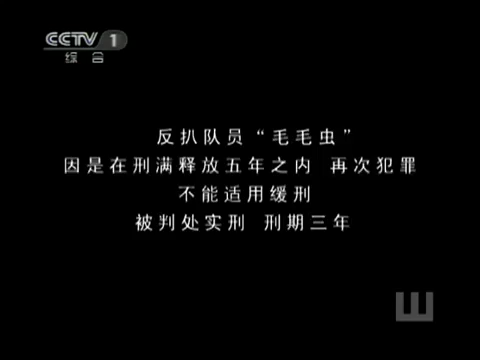 CCTV 1
综合
反扒队员“毛毛虫”
因是在刑满释放五年之内 再次犯罪
不能适用缓刑
被判处实刑 刑期三年